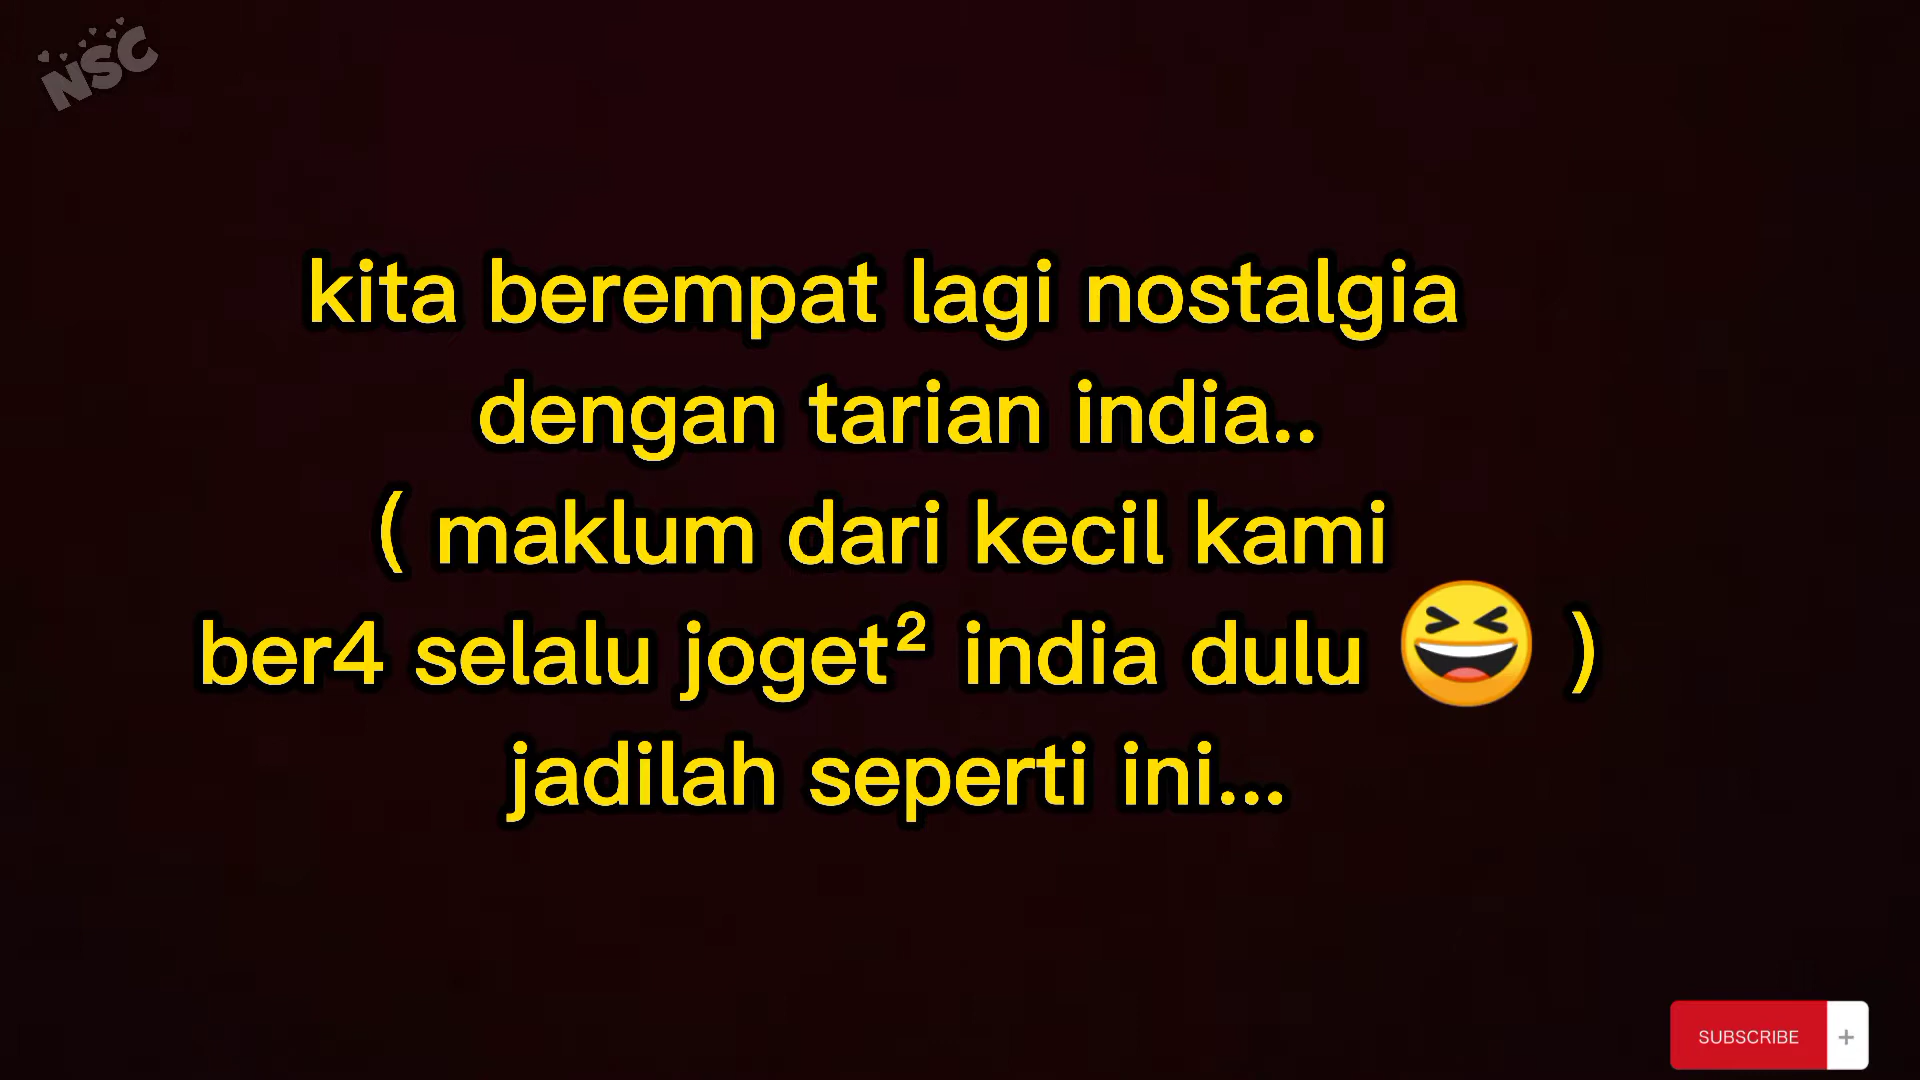 NSC
kita berempat lagi nostalgia
dengan tarian india..
( maklum dari kecil kami
ber4 selalu joget² india dulu 😆 )
jadilah seperti ini...
SUBSCRIBE +